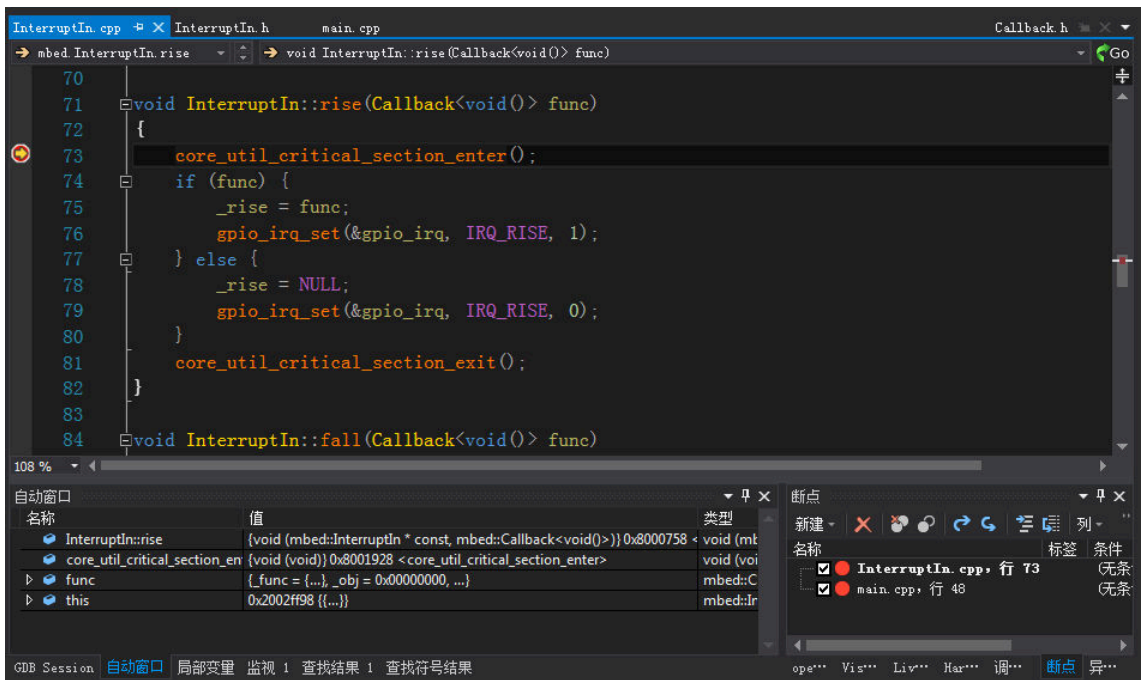 InterruptIn.cpp InterruptIn.h main.cpp Callback.h
mbed.InterruptIn.rise void InterruptIn::rise(Callback<void()> func) Go
70
71 void InterruptIn::rise(Callback<void()> func)
72 {
73 core_util_critical_section_enter();
74 if (func) {
75 _rise = func;
76 gpio_irq_set(&gpio_irq, IRQ_RISE, 1);
77 } else {
78 _rise = NULL;
79 gpio_irq_set(&gpio_irq, IRQ_RISE, 0);
80 }
81 core_util_critical_section_exit();
82 }
83
84 void InterruptIn::fall(Callback<void()> func)
108 %
自动窗口
名称 值 类型
InterruptIn::rise {void (mbed::InterruptIn * const, mbed::Callback<void()>)} 0x8000758 < void (mb
core_util_critical_section_en {void (void)} 0x8001928 <core_util_critical_section_enter> void (voi
func {_func = {...}, _obj = 0x00000000, ...} mbed::C
this 0x2002ff98 {{...}} mbed::Ir
GDB Session 自动窗口 局部变量 监视 1 查找结果 1 查找符号结果
断点
新建 列
名称 标签 条件
InterruptIn.cpp，行 73 (无条
main.cpp，行 48 (无条
ope… Vis… Liv… Har… 调… 断点 异…